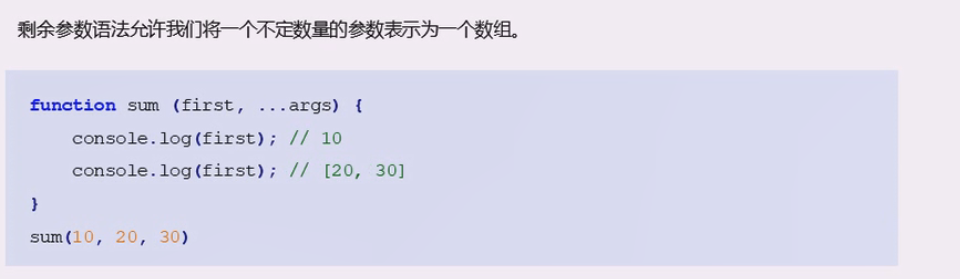 剩余参数语法允许我们将一个不定数量的参数表示为一个数组。
function sum (first, ...args) {
    console.log(first); // 10
    console.log(first); // [20, 30]
}
sum(10, 20, 30)